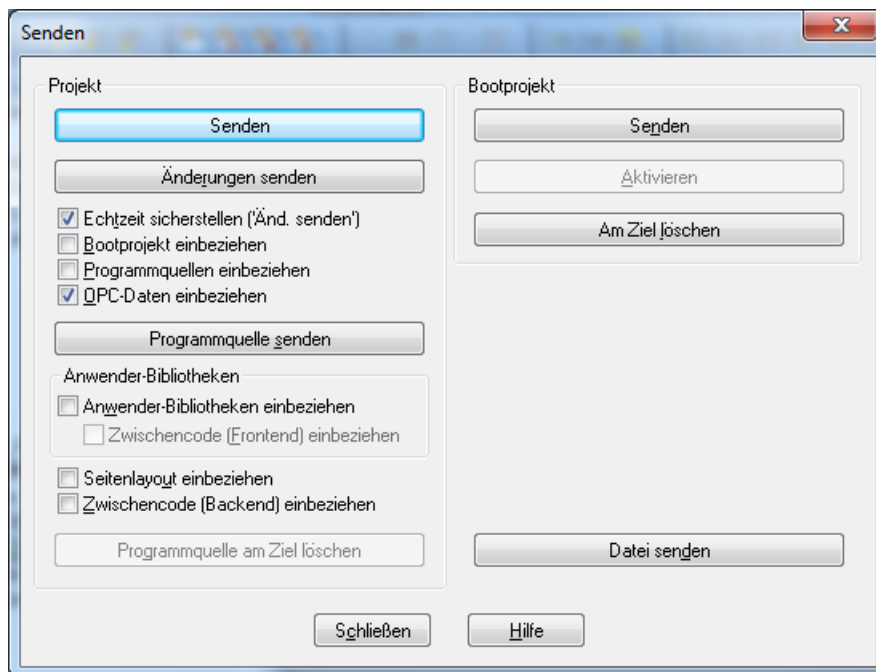 Senden
Projekt
Senden
Änderungen senden
Echtzeit sicherstellen ('Änd. senden')
Bootprojekt einbeziehen
Programmquellen einbeziehen
OPC-Daten einbeziehen
Programmquelle senden
Anwender-Bibliotheken
Anwender-Bibliotheken einbeziehen
Zwischencode (Frontend) einbeziehen
Seitenlayout einbeziehen
Zwischencode (Backend) einbeziehen
Programmquelle am Ziel löschen
Bootprojekt
Senden
Aktivieren
Am Ziel löschen
Datei senden
Schließen
Hilfe